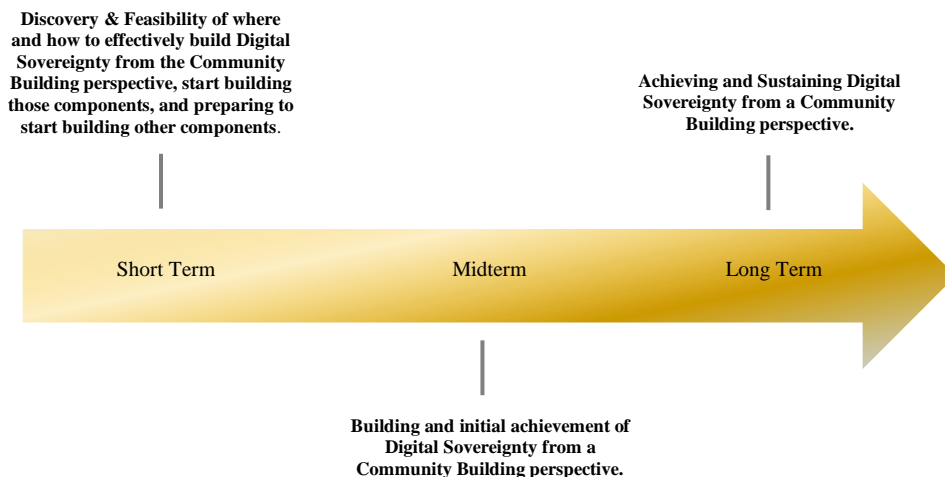 Discovery & Feasibility of where
and how to effectively build Digital
Sovereignty from the Community
Building perspective, start building
those components, and preparing to
start building other components.
Achieving and Sustaining Digital
Sovereignty from a Community
Building perspective.
Short Term
Midterm
Long Term
Building and initial achievement of
Digital Sovereignty from a
Community Building perspective.